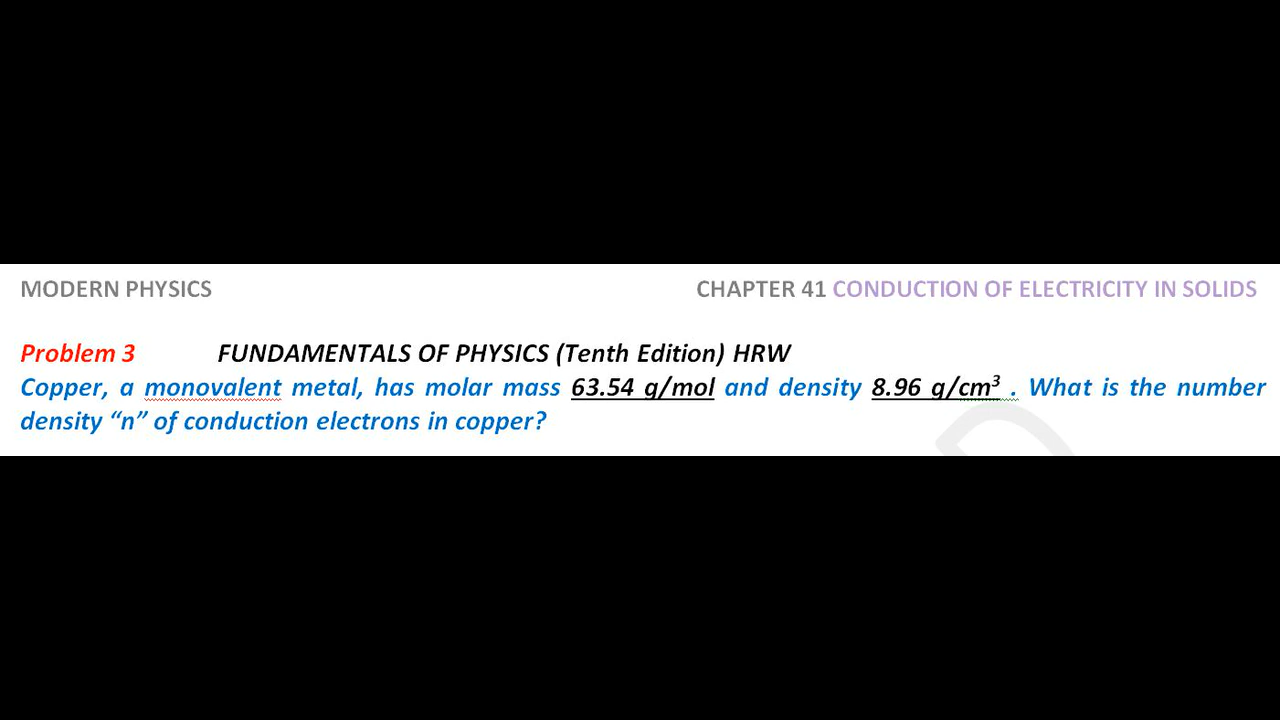 MODERN PHYSICS CHAPTER 41 CONDUCTION OF ELECTRICITY IN SOLIDS
Problem 3 FUNDAMENTALS OF PHYSICS (Tenth Edition) HRW
Copper, a monovalent metal, has molar mass 63.54 g/mol and density 8.96 g/cm³ . What is the number
density “n” of conduction electrons in copper?